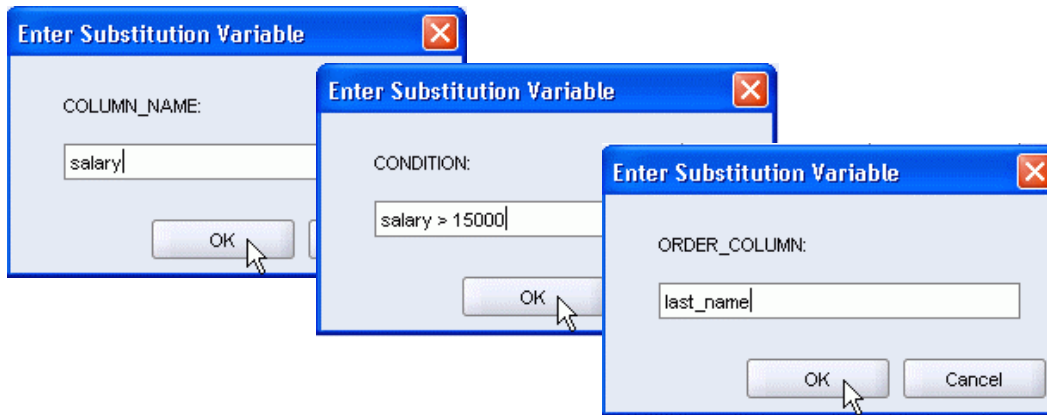 Enter Substitution Variable
COLUMN_NAME:
salary
OK
Enter Substitution Variable
CONDITION:
salary > 15000
OK
Enter Substitution Variable
ORDER_COLUMN:
last_name
OK
Cancel